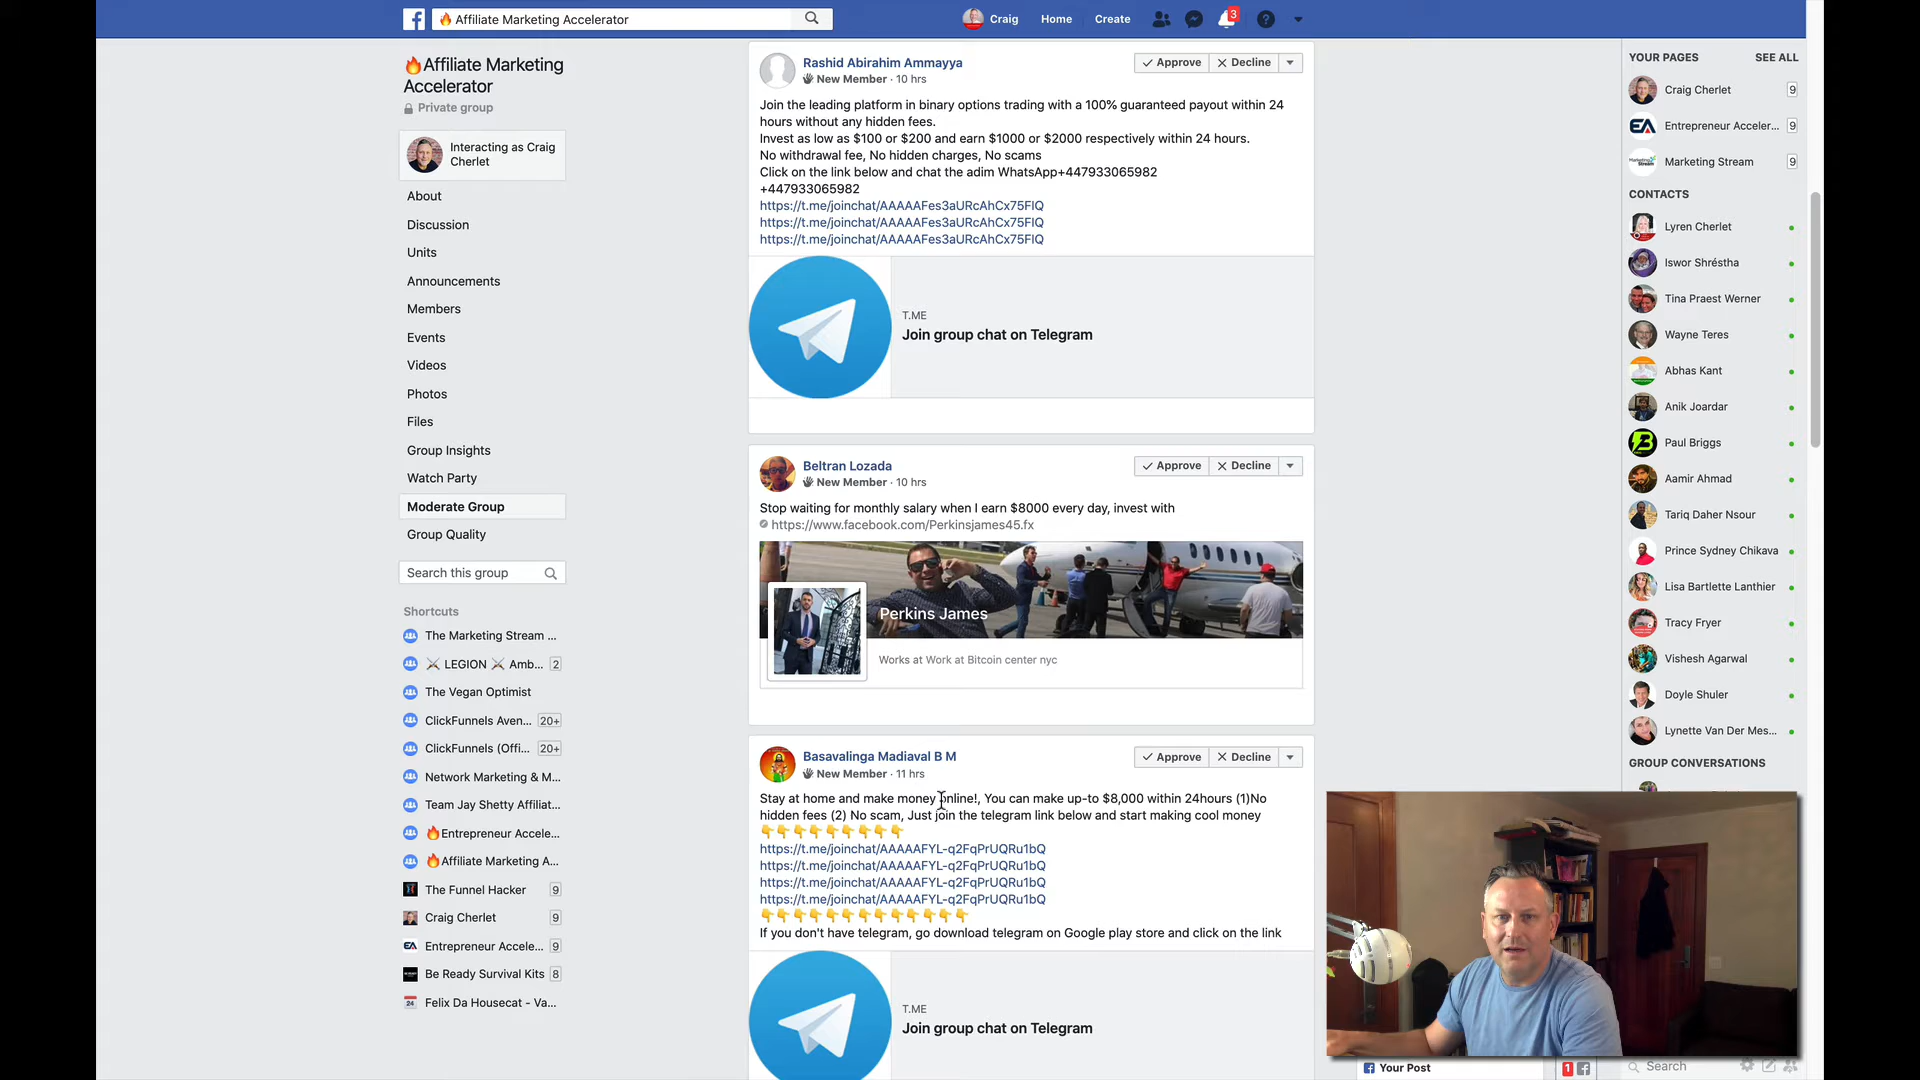 🔥 Affiliate Marketing Accelerator
Craig
Home
Create
3
🔥Affiliate Marketing
Accelerator
Private group
Interacting as Craig
Cherlet
About
Discussion
Units
Announcements
Members
Events
Videos
Photos
Files
Group Insights
Watch Party
Moderate Group
Group Quality
Search this group
Shortcuts
The Marketing Stream ...
⚔️ LEGION ⚔️ Amb... 2
The Vegan Optimist
ClickFunnels Aven... 20+
ClickFunnels (Offi... 20+
Network Marketing & M...
Team Jay Shetty Affiliat...
🔥Entrepreneur Accele...
🔥Affiliate Marketing A...
The Funnel Hacker 9
Craig Cherlet 9
EA Entrepreneur Accele... 9
Be Ready Survival Kits 8
24 Felix Da Housecat - Va...
Rashid Abirahim Ammayya
New Member · 10 hrs
Approve
Decline
Join the leading platform in binary options trading with a 100% guaranteed payout within 24
hours without any hidden fees.
Invest as low as $100 or $200 and earn $1000 or $2000 respectively within 24 hours.
No withdrawal fee, No hidden charges, No scams
Click on the link below and chat the adim WhatsApp+447933065982
+447933065982
https://t.me/joinchat/AAAAAFes3aURcAhCx75FlQ
https://t.me/joinchat/AAAAAFes3aURcAhCx75FlQ
https://t.me/joinchat/AAAAAFes3aURcAhCx75FlQ
T.ME
Join group chat on Telegram
Beltran Lozada
New Member · 10 hrs
Approve
Decline
Stop waiting for monthly salary when I earn $8000 every day, invest with
https://www.facebook.com/Perkinsjames45.fx
Perkins James
Works at Work at Bitcoin center nyc
Basavalinga Madiaval B M
New Member · 11 hrs
Approve
Decline
Stay at home and make money online!, You can make up-to $8,000 within 24hours (1)No
hidden fees (2) No scam, Just join the telegram link below and start making cool money
👇👇👇👇👇👇👇👇👇
https://t.me/joinchat/AAAAAFYL-q2FqPrUQRu1bQ
https://t.me/joinchat/AAAAAFYL-q2FqPrUQRu1bQ
https://t.me/joinchat/AAAAAFYL-q2FqPrUQRu1bQ
https://t.me/joinchat/AAAAAFYL-q2FqPrUQRu1bQ
👇👇👇👇👇👇👇👇👇👇👇👇👇
If you don't have telegram, go download telegram on Google play store and click on the link
T.ME
Join group chat on Telegram
YOUR PAGES
SEE ALL
Craig Cherlet 9
EA Entrepreneur Acceler... 9
Marketing Stream 9
CONTACTS
Lyren Cherlet
Iswor Shréstha
Tina Praest Werner
Wayne Teres
Abhas Kant
Anik Joardar
Paul Briggs
Aamir Ahmad
Tariq Daher Nsour
Prince Sydney Chikava
Lisa Bartlette Lanthier
Tracy Fryer
Vishesh Agarwal
Doyle Shuler
Lynette Van Der Mes...
GROUP CONVERSATIONS
Your Post
1
Search